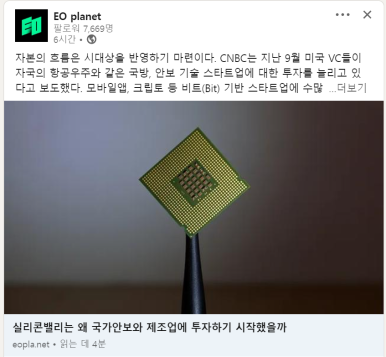 EO
EO planet
팔로워 7,669명
6시간 •
자본의 흐름은 시대상을 반영하기 마련이다. CNBC는 지난 9월 미국 VC들이
자국의 항공우주와 같은 국방, 안보 기술 스타트업에 대한 투자를 늘리고 있
다고 보도했다. 모바일앱, 크립토 등 비트(Bit) 기반 스타트업에 수많 ...더보기
실리콘밸리는 왜 국가안보와 제조업에 투자하기 시작했을까
eopla.net • 읽는 데 4분